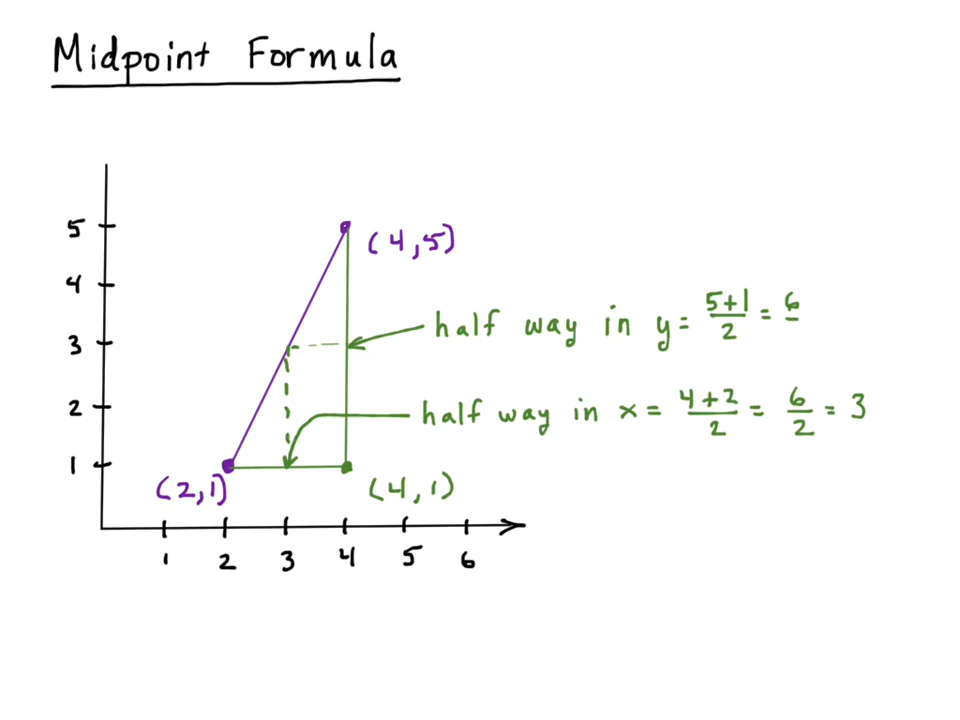 Midpoint Formula
5
(4,5)
4
half way in y = 5+1/2 = 6
3
2
half way in x = 4+2/2 = 6/2 = 3
1
(2,1)
(4,1)
1 2 3 4 5 6